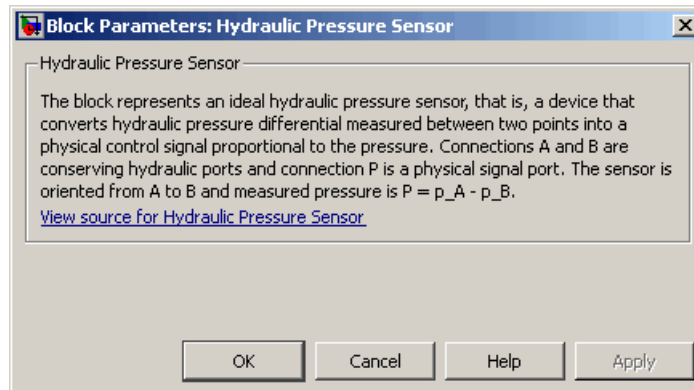 Block Parameters: Hydraulic Pressure Sensor
Hydraulic Pressure Sensor
The block represents an ideal hydraulic pressure sensor, that is, a device that
converts hydraulic pressure differential measured between two points into a
physical control signal proportional to the pressure. Connections A and B are
conserving hydraulic ports and connection P is a physical signal port. The sensor is
oriented from A to B and measured pressure is P = p_A - p_B.
View source for Hydraulic Pressure Sensor
OK Cancel Help Apply